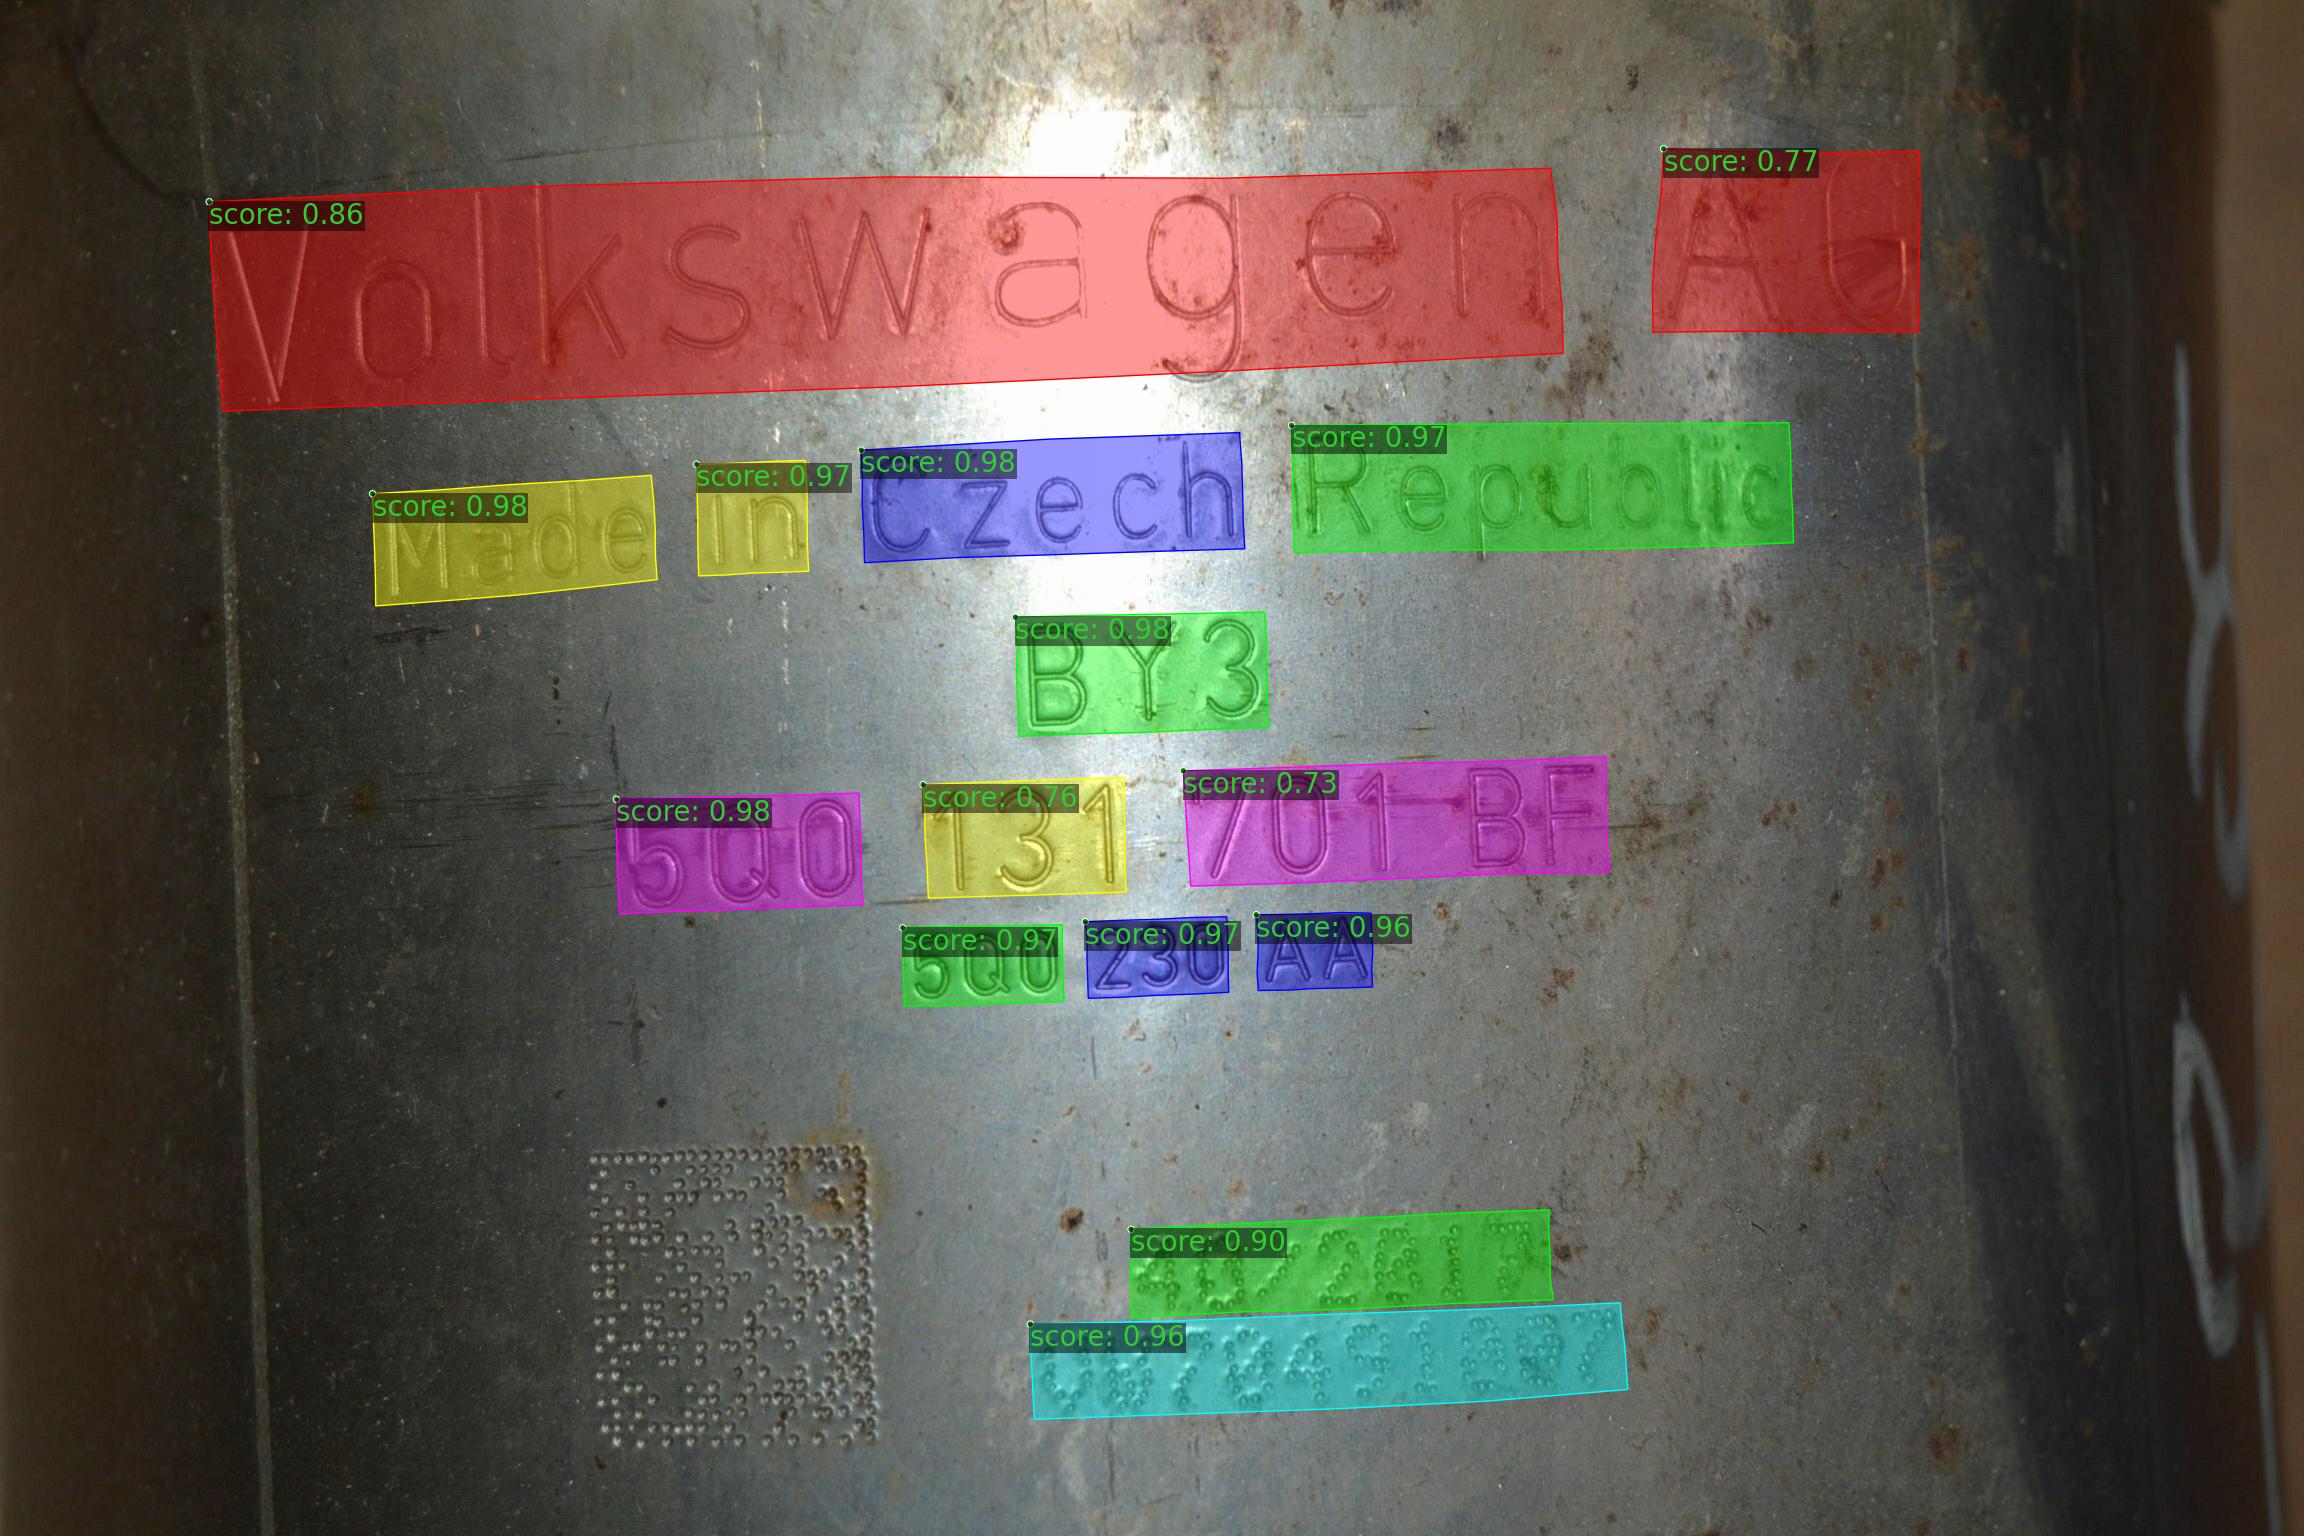 score: 0.86 score: 0.77
Volkswagen AG
score: 0.98 score: 0.97 score: 0.98 score: 0.97
Made in Czech Republic
score: 0.98
BY3
score: 0.98 score: 0.76 score: 0.73
5Q0 131 701 BF
score: 0.97 score: 0.97 score: 0.96
5Q0 230 AA
score: 0.90
score: 0.96